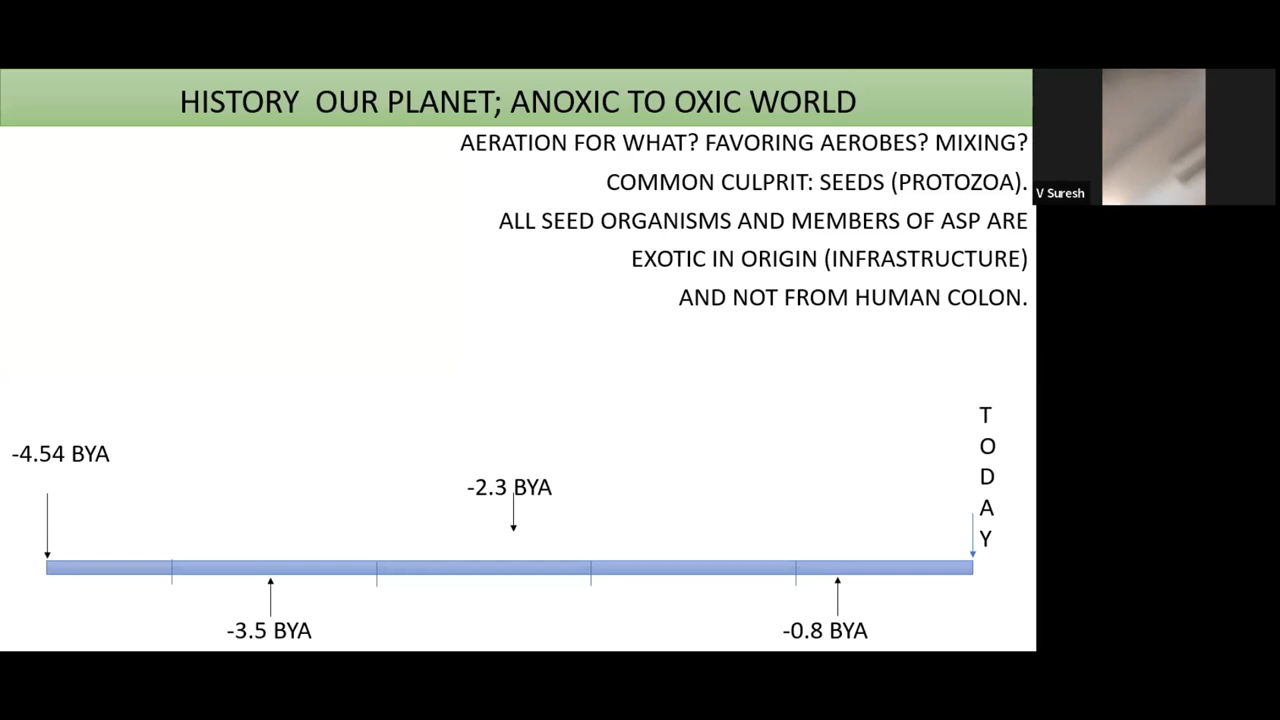 HISTORY OUR PLANET; ANOXIC TO OXIC WORLD
AERATION FOR WHAT? FAVORING AEROBES? MIXING?
COMMON CULPRIT: SEEDS (PROTOZOA).
ALL SEED ORGANISMS AND MEMBERS OF ASP ARE
EXOTIC IN ORIGIN (INFRASTRUCTURE)
AND NOT FROM HUMAN COLON.
V Suresh
-4.54 BYA
-2.3 BYA
T
O
D
A
Y
-3.5 BYA
-0.8 BYA